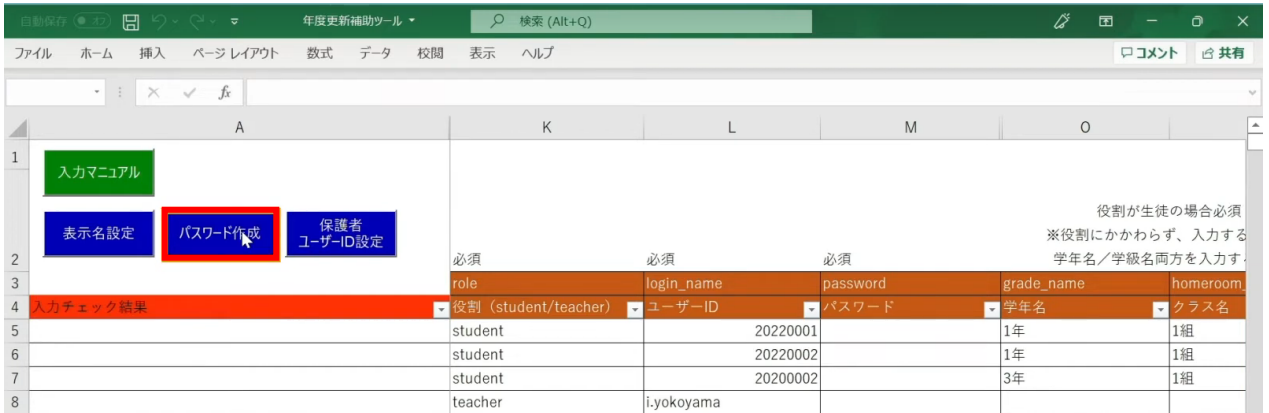 自動保存 オフ 年度更新補助ツール 検索 (Alt+Q)
ファイル ホーム 挿入 ページ レイアウト 数式 データ 校閲 表示 ヘルプ コメント 共有
fx
A K L M O
1
入力マニュアル
役割が生徒の場合必須
表示名設定 パスワード作成 保護者
ユーザーID設定
※役割にかかわらず、入力する
2 必須 必須 必須 学年名／学級名両方を入力す
3 role login_name password grade_name homeroom_
4 入力チェック結果 役割（student/teacher） ユーザーID パスワード 学年名 クラス名
5 student 20220001 1年 1組
6 student 20220002 1年 1組
7 student 20200002 3年 1組
8 teacher i.yokoyama